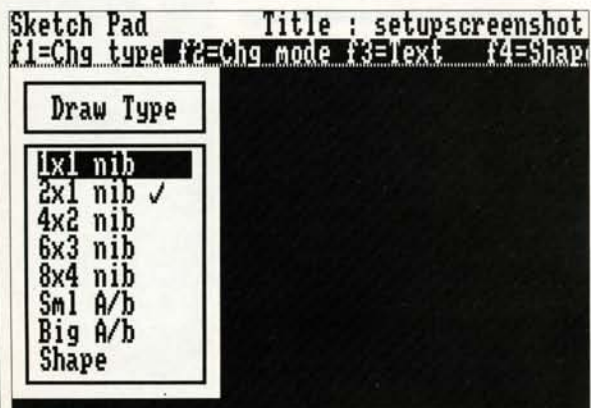 Sketch Pad Title : setupscreenshot
f1=Chg type f2=Chg mode f3=Text f4=Shape
Draw Type
1x1 nib
2x1 nib ✓
4x2 nib
6x3 nib
8x4 nib
Sml A/b
Big A/b
Shape